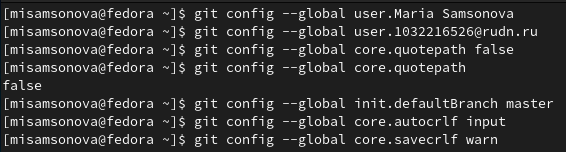 [misamsonova@fedora ~]$ git config --global user.Maria Samsonova
[misamsonova@fedora ~]$ git config --global user.1032216526@rudn.ru
[misamsonova@fedora ~]$ git config --global core.quotepath false
[misamsonova@fedora ~]$ git config --global core.quotepath
false
[misamsonova@fedora ~]$ git config --global init.defaultBranch master
[misamsonova@fedora ~]$ git config --global core.autocrlf input
[misamsonova@fedora ~]$ git config --global core.savecrlf warn